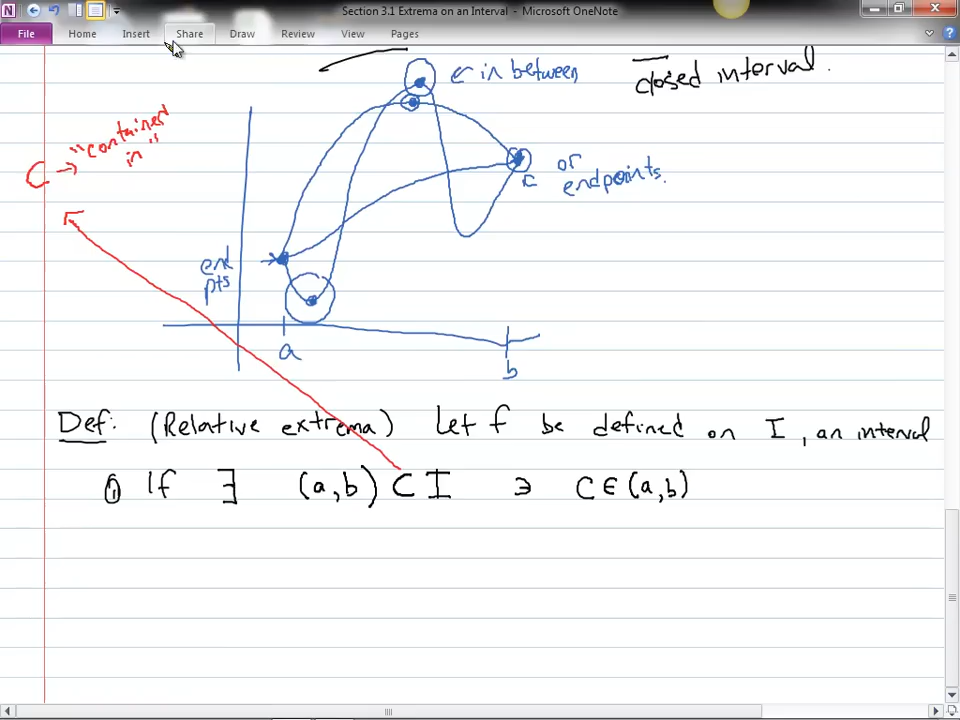 Section 3.1 Extrema on an Interval - Microsoft OneNote
File Home Insert Share Draw Review View Pages
← in between
closed interval.
C → "contained in"
or endpoints.
end pts
a
b
Def: (Relative extrema) Let f be defined on I, an interval
① If ∃ (a,b) ⊂ I ∋ c ∈ (a,b)